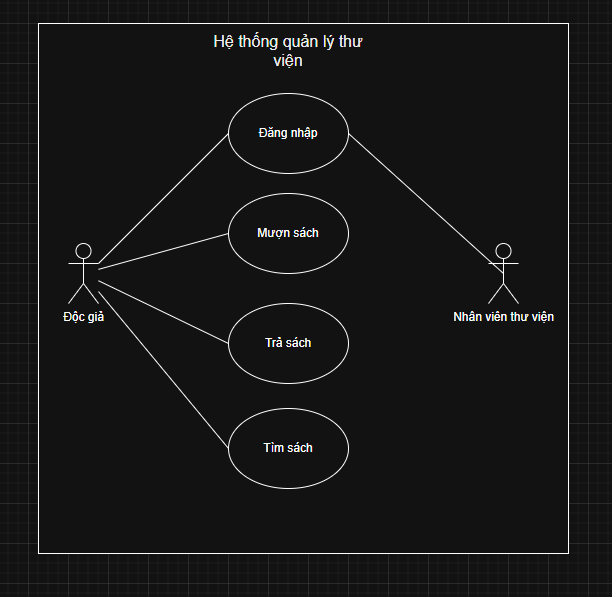 Hệ thống quản lý thư
viện
Đăng nhập
Mượn sách
Độc giả
Nhân viên thư viện
Trả sách
Tìm sách